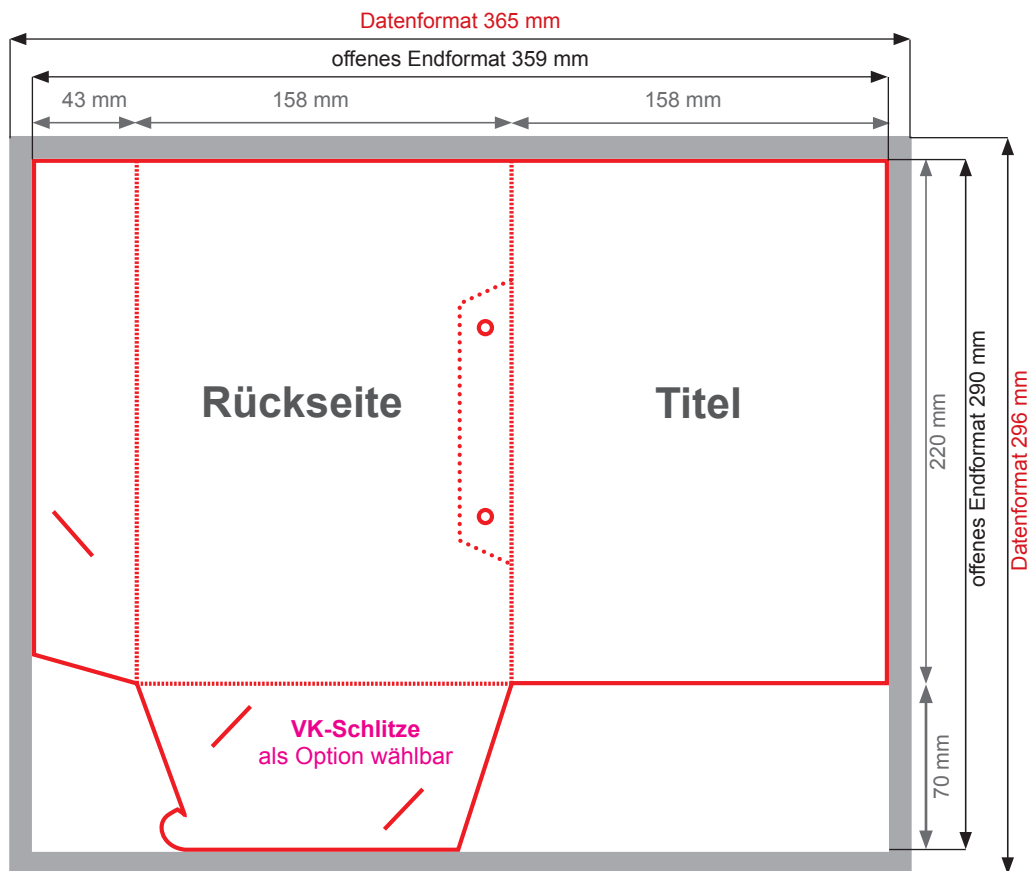 Datenformat 365 mm
offenes Endformat 359 mm
43 mm
158 mm
158 mm
Rückseite
Titel
220 mm
offenes Endformat 290 mm
Datenformat 296 mm
VK-Schlitze
als Option wählbar
70 mm